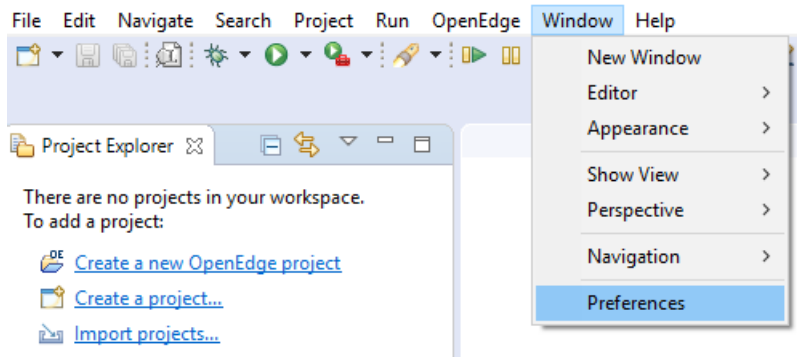 File Edit Navigate Search Project Run OpenEdge Window Help
New Window
Editor
Appearance
Show View
Perspective
Navigation
Preferences
Project Explorer
There are no projects in your workspace.
To add a project:
OE
Create a new OpenEdge project
Create a project...
Import projects...